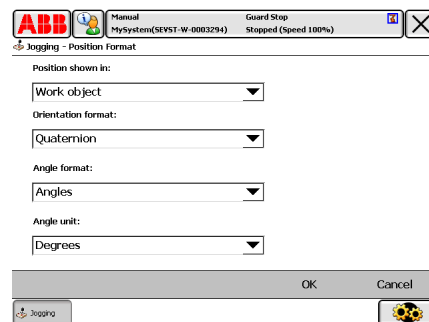 ABB
Manual
MySystem(SEVST-W-0003294)
Guard Stop
Stopped (Speed 100%)
Jogging - Position Format
Position shown in:
Work object
Orientation format:
Quaternion
Angle format:
Angles
Angle unit:
Degrees
OK
Cancel
Jogging